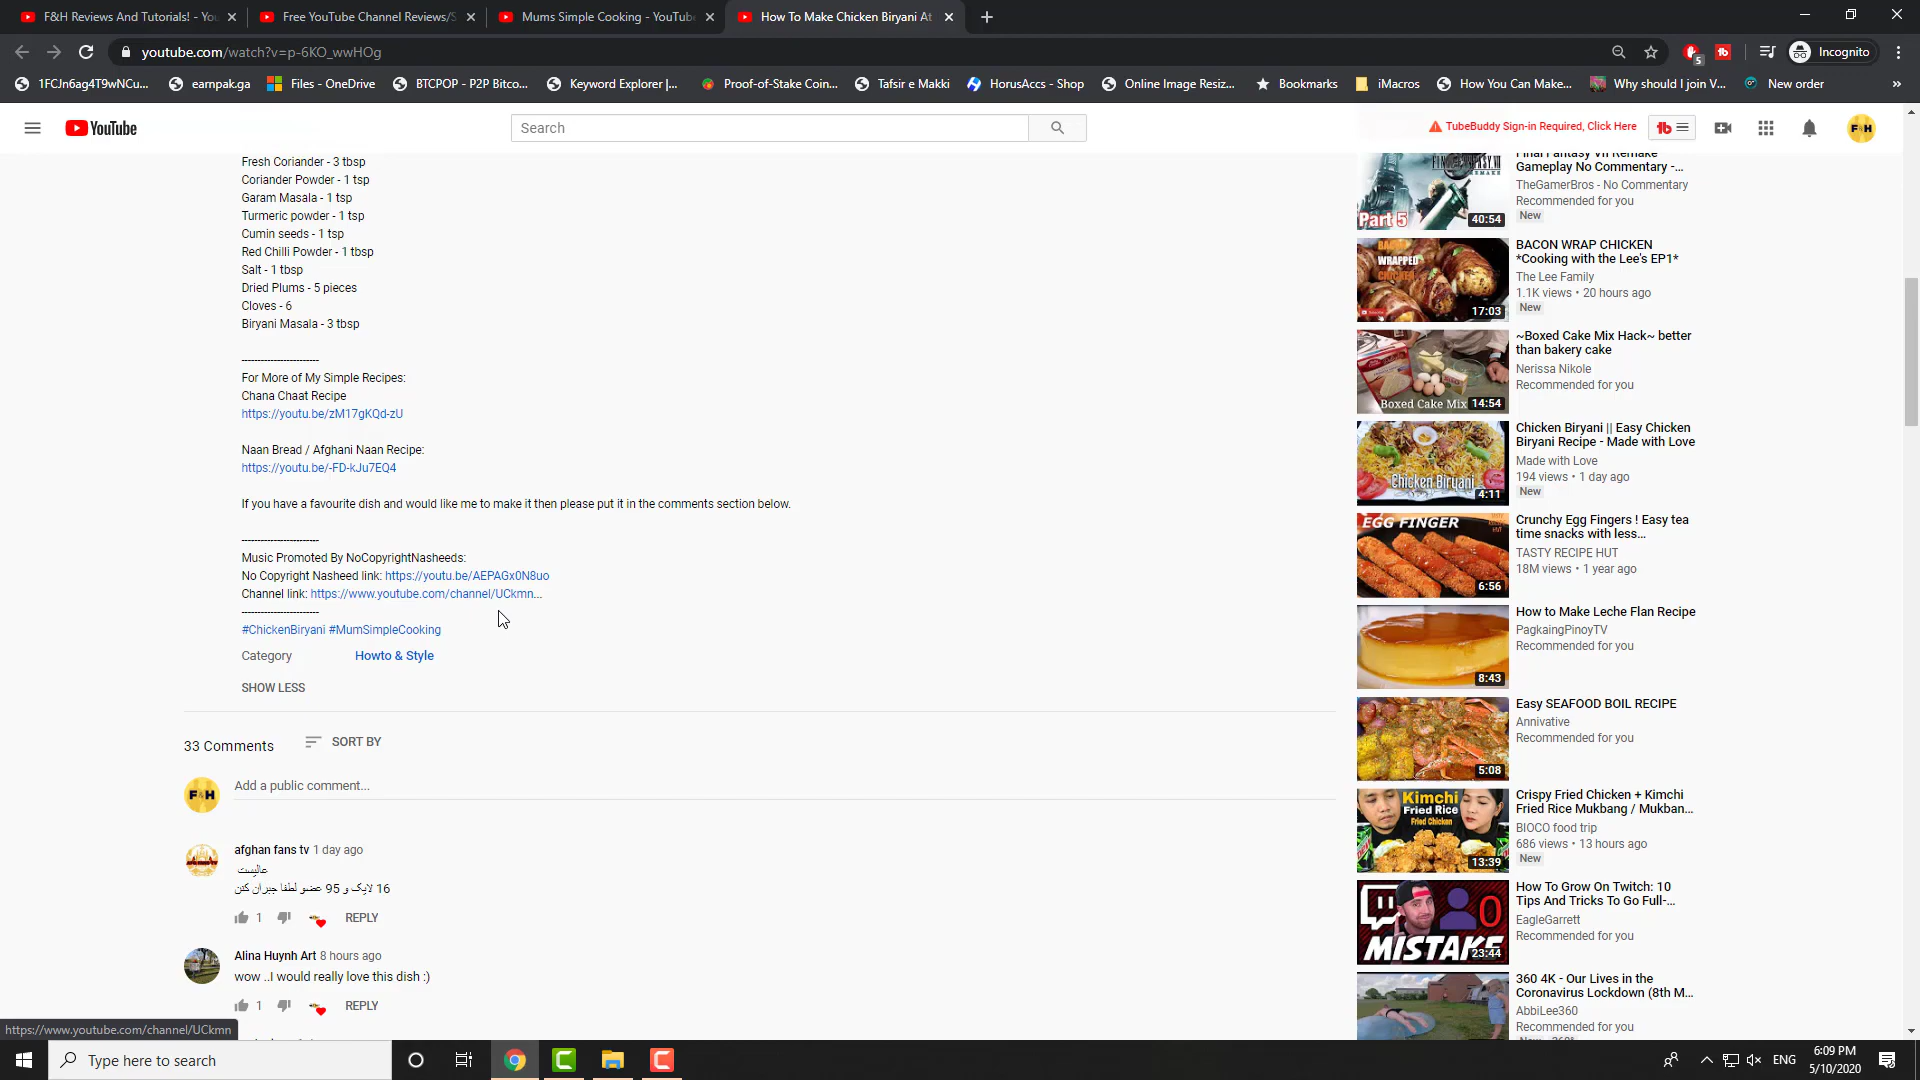 F&H Reviews And Tutorials! - You
Free YouTube Channel Reviews/S
Mums Simple Cooking - YouTube
How To Make Chicken Biryani At
youtube.com/watch?v=p-6KO_wwHOg
Incognito
1FCJn6ag4T9wNCu...
earnpak.ga
Files - OneDrive
BTCPOP - P2P Bitco...
Keyword Explorer |...
Proof-of-Stake Coin...
Tafsir e Makki
HorusAccs - Shop
Online Image Resiz...
Bookmarks
iMacros
How You Can Make...
Why should I join V...
New order
YouTube
Search
TubeBuddy Sign-in Required, Click Here
F&H
Fresh Coriander - 3 tbsp
Coriander Powder - 1 tsp
Garam Masala - 1 tsp
Turmeric powder - 1 tsp
Cumin seeds - 1 tsp
Red Chilli Powder - 1 tbsp
Salt - 1 tbsp
Dried Plums - 5 pieces
Cloves - 6
Biryani Masala - 3 tbsp
------------------------
For More of My Simple Recipes:
Chana Chaat Recipe
https://youtu.be/zM17gKQd-zU
Naan Bread / Afghani Naan Recipe:
https://youtu.be/-FD-kJu7EQ4
If you have a favourite dish and would like me to make it then please put it in the comments section below.
------------------------
Music Promoted By NoCopyrightNasheeds:
No Copyright Nasheed link: https://youtu.be/AEPAGx0N8uo
Channel link: https://www.youtube.com/channel/UCkmn...
------------------------
#ChickenBiryani #MumSimpleCooking
Category Howto & Style
SHOW LESS
33 Comments
SORT BY
F&H
Add a public comment...
afghan fans tv 1 day ago
عالیست
16 لایک و 95 عضو لطفا جبران کنن
1 REPLY
Alina Huynh Art 8 hours ago
wow ..I would really love this dish :)
1 REPLY
https://www.youtube.com/channel/UCkmn
Part 5
40:54
Final Fantasy VII Remake
Gameplay No Commentary -...
TheGamerBros - No Commentary
Recommended for you
New
BACON
WRAPPED
CHICKEN
17:03
BACON WRAP CHICKEN
*Cooking with the Lee's EP1*
The Lee Family
1.1K views • 20 hours ago
New
Boxed Cake Mix
14:54
~Boxed Cake Mix Hack~ better
than bakery cake
Nerissa Nikole
Recommended for you
Chicken Biryani
4:11
Chicken Biryani || Easy Chicken
Biryani Recipe - Made with Love
Made with Love
194 views • 1 day ago
New
EGG FINGER
6:56
Crunchy Egg Fingers ! Easy tea
time snacks with less...
TASTY RECIPE HUT
18M views • 1 year ago
8:43
How to Make Leche Flan Recipe
PagkaingPinoyTV
Recommended for you
5:08
Easy SEAFOOD BOIL RECIPE
Annivative
Recommended for you
Kimchi
Fried Rice
Fried Chicken
13:39
Crispy Fried Chicken + Kimchi
Fried Rice Mukbang / Mukban...
BIOCO food trip
686 views • 13 hours ago
New
0
MISTAKE
23:44
How To Grow On Twitch: 10
Tips And Tricks To Go Full-...
EagleGarrett
Recommended for you
360 4K - Our Lives in the
Coronavirus Lockdown (8th M...
AbbiLee360
Recommended for you
Type here to search
ENG
6:09 PM
5/10/2020